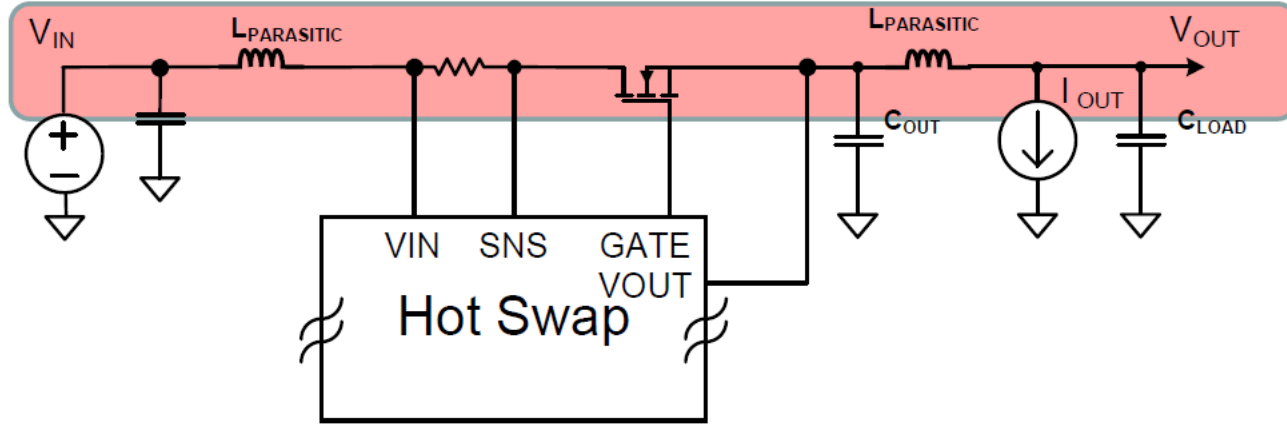 VIN
LPARASITIC
LPARASITIC
VOUT
IOUT
COUT
CLOAD
+
−
VIN SNS GATE
VOUT
Hot Swap